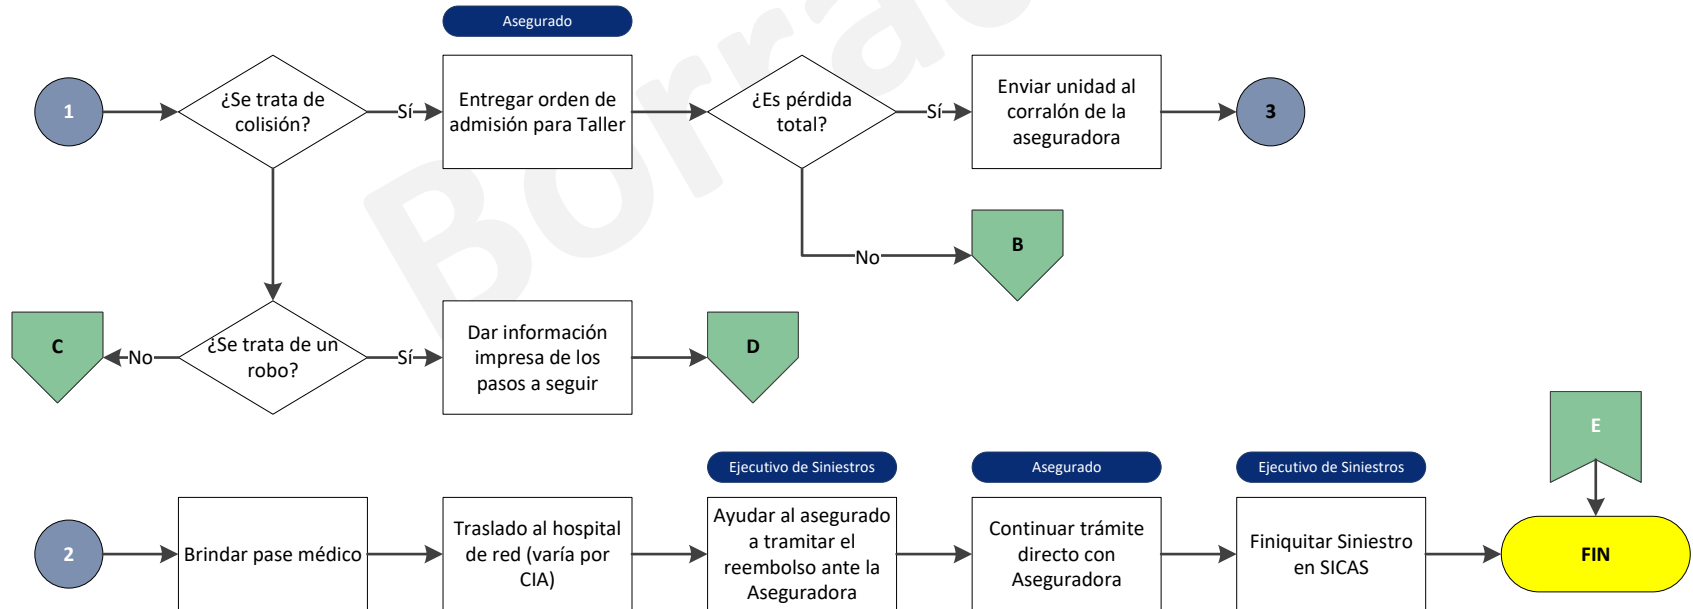 Asegurado
1
¿Se trata de
colisión?
Sí
Entregar orden de
admisión para Taller
¿Es pérdida
total?
Sí
Enviar unidad al
corralón de la
aseguradora
3
No
B
C
No
¿Se trata de un
robo?
Sí
Dar información
impresa de los
pasos a seguir
D
E
Ejecutivo de Siniestros
Asegurado
Ejecutivo de Siniestros
2
Brindar pase médico
Traslado al hospital
de red (varía por
CIA)
Ayudar al asegurado
a tramitar el
reembolso ante la
Aseguradora
Continuar trámite
directo con
Aseguradora
Finiquitar Siniestro
en SICAS
FIN